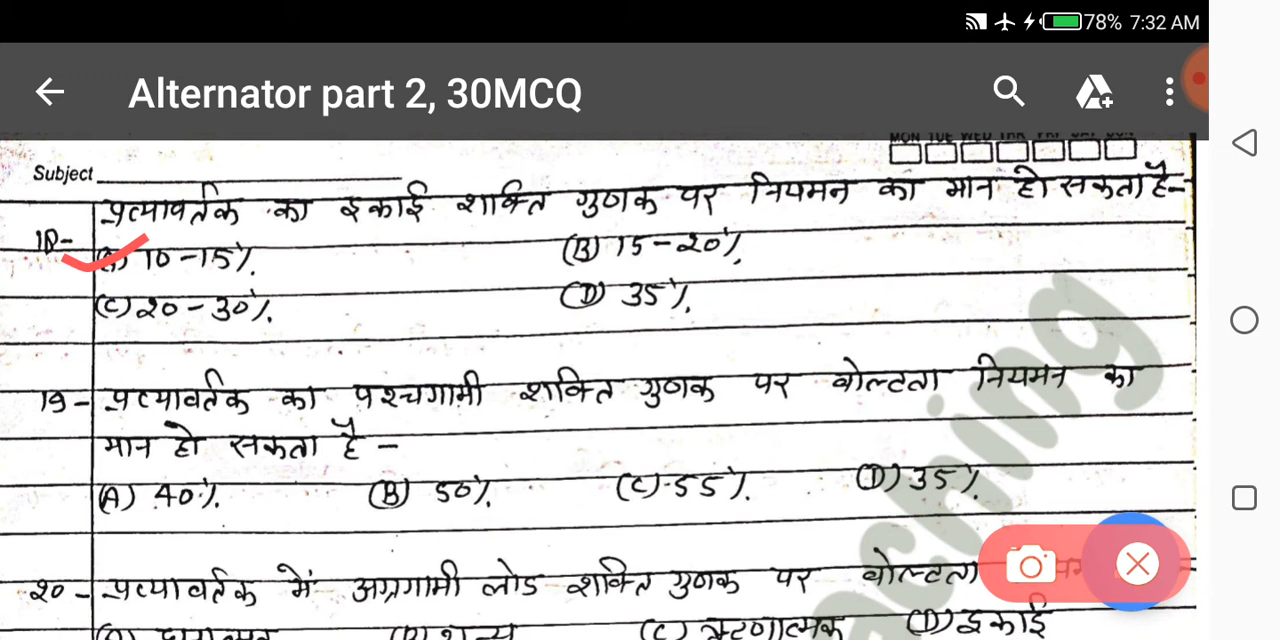 78% 7:32 AM
Alternator part 2, 30MCQ
MON TUE WED THR FRI SAT SUN
Subject
प्रत्यावर्तक का इकाई शक्ति गुणक पर नियमन का मान हो सकता है-
18-
(A) 10-15%. (B) 15-20%.
(C) 20-30%. (D) 35%.
19- प्रत्यावर्तक का पश्चगामी शक्ति गुणक पर वोल्टता नियमन का
मान हो सकता है-
(A) 40%. (B) 50%. (C) 55%. (D) 35%.
20- प्रत्यावर्तक में अग्रगामी लोड शक्ति गुणक पर वोल्टता
(B) शून्य (C) ऋणात्मक (D) इकाई
aching